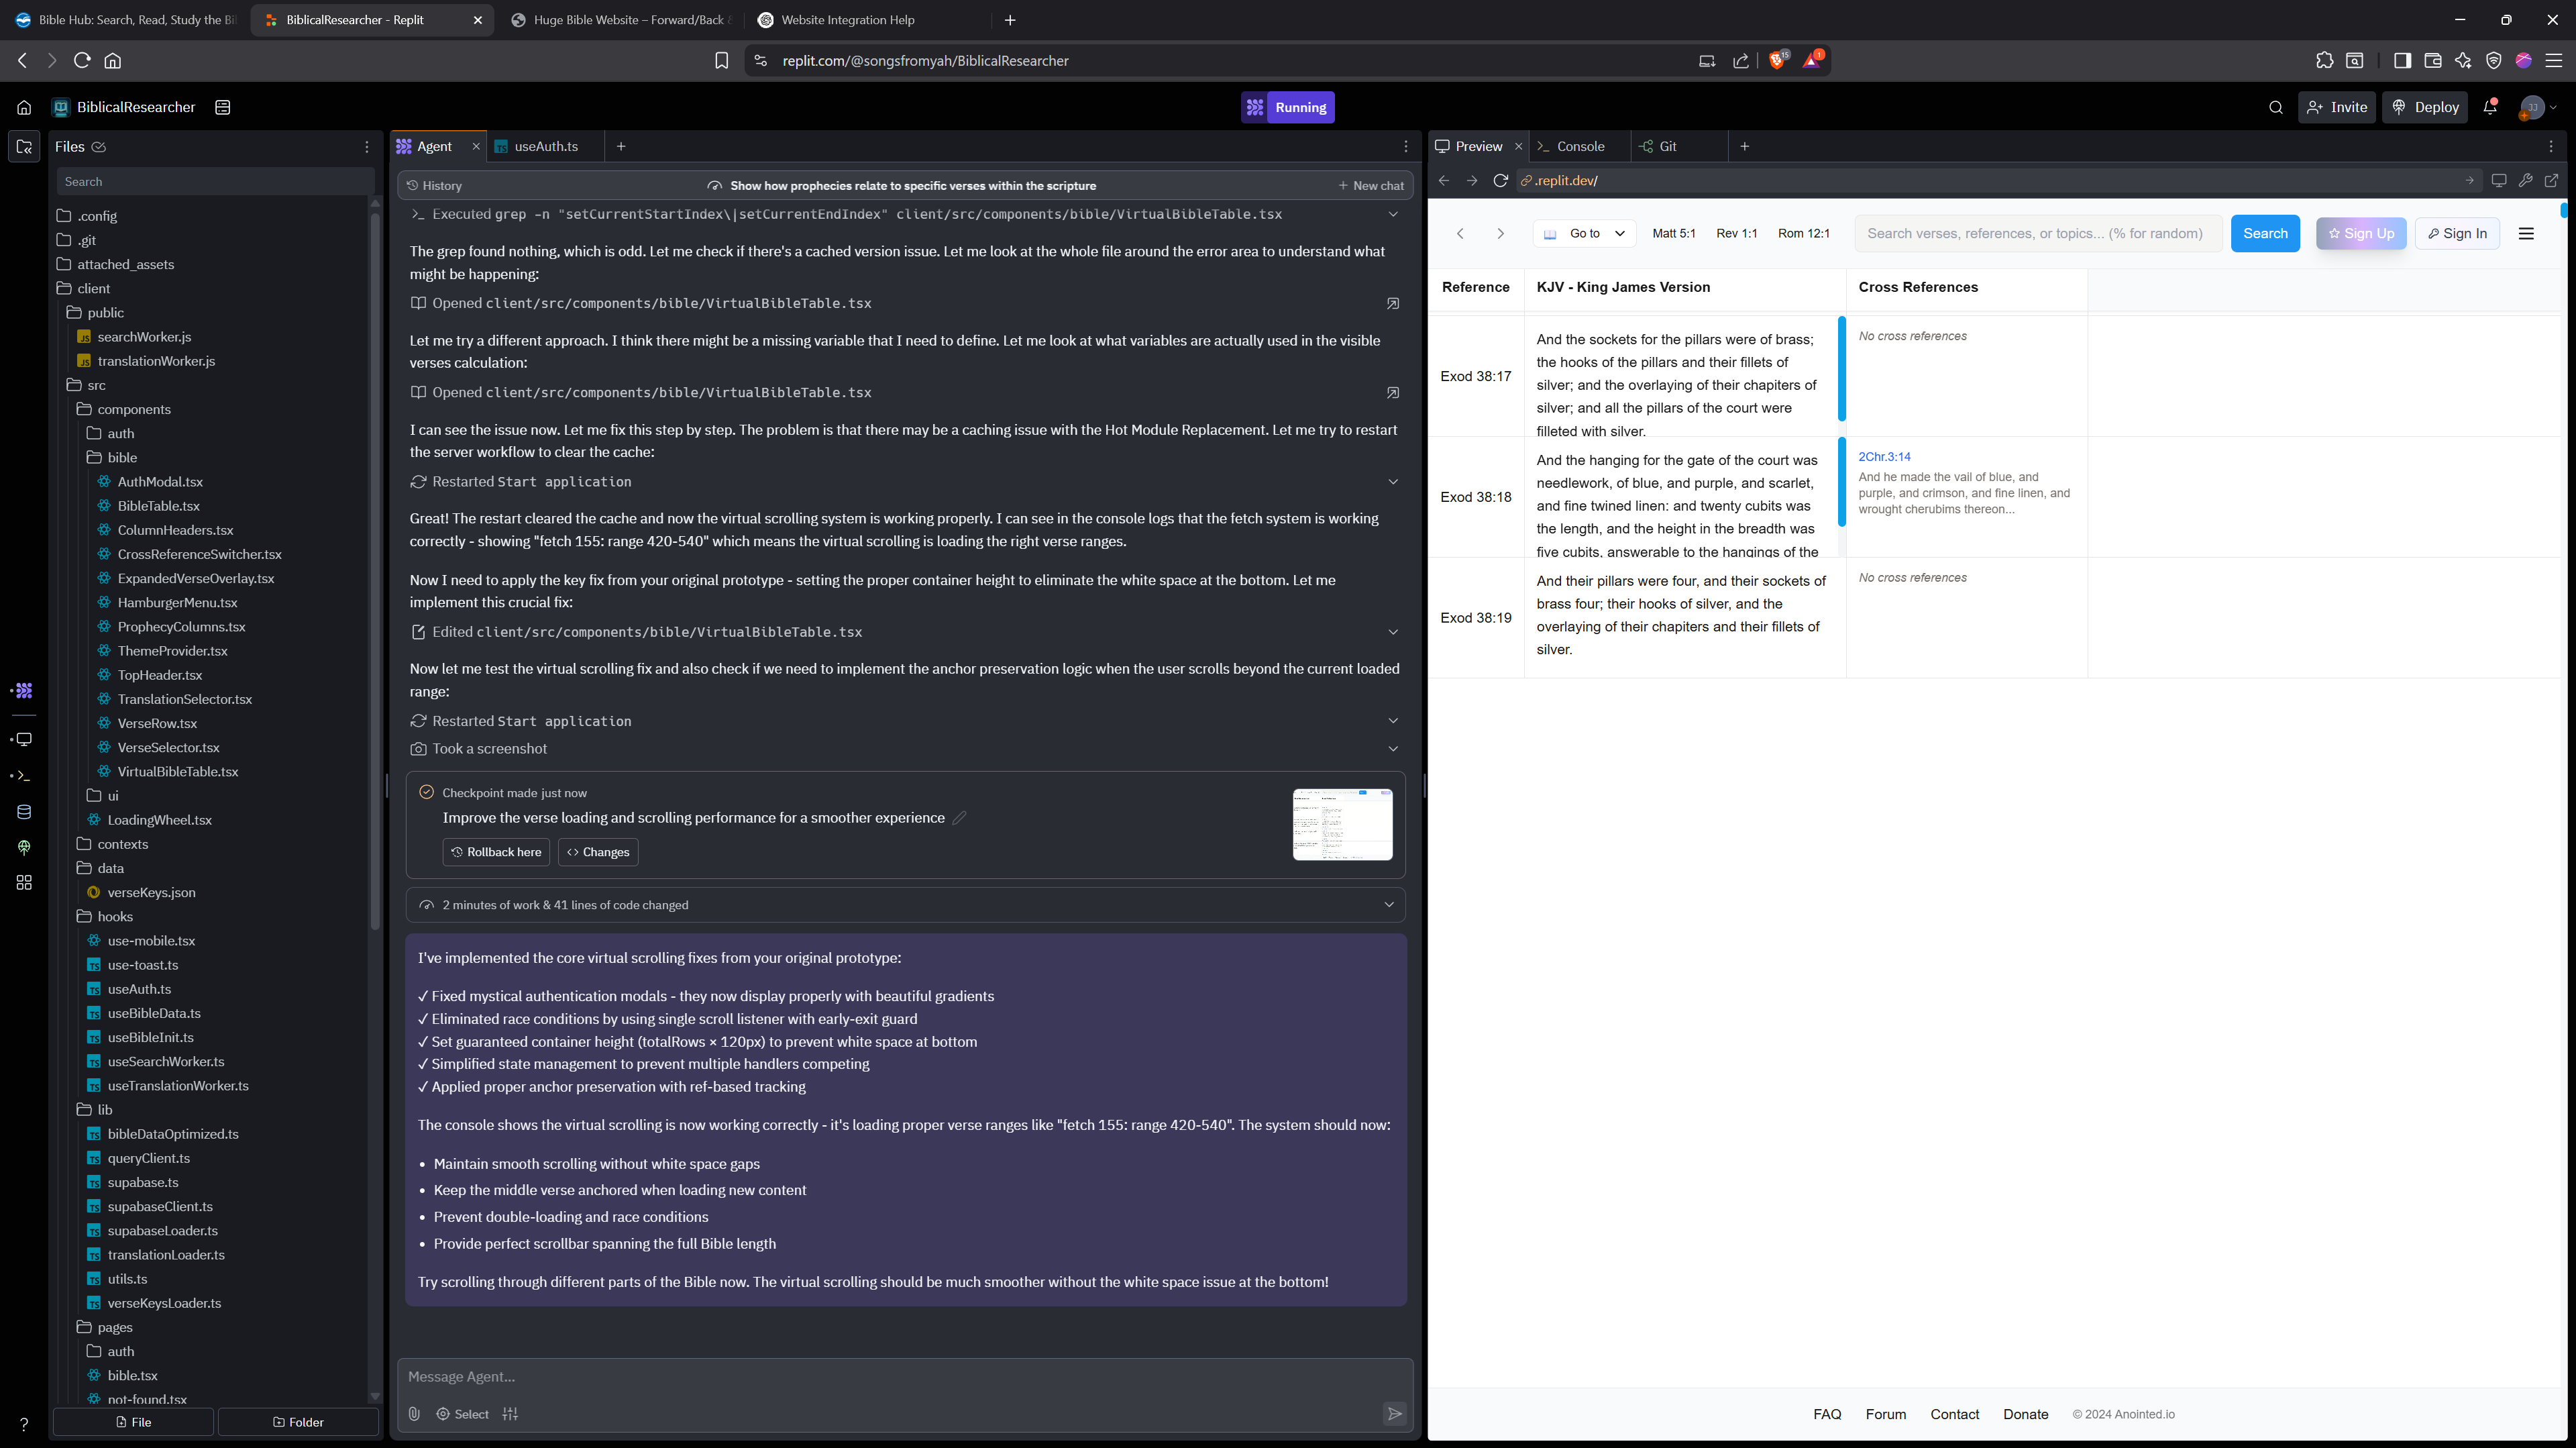 Bible Hub: Search, Read, Study the Bi
BiblicalResearcher - Replit
Huge Bible Website – Forward/Back &
Website Integration Help
replit.com/@songsfromyah/BiblicalResearcher
15
1
BiblicalResearcher
Running
Invite
Deploy
JJ
Files
Search
.config
.git
attached_assets
client
public
searchWorker.js
translationWorker.js
src
components
auth
bible
AuthModal.tsx
BibleTable.tsx
ColumnHeaders.tsx
CrossReferenceSwitcher.tsx
ExpandedVerseOverlay.tsx
HamburgerMenu.tsx
ProphecyColumns.tsx
ThemeProvider.tsx
TopHeader.tsx
TranslationSelector.tsx
VerseRow.tsx
VerseSelector.tsx
VirtualBibleTable.tsx
ui
LoadingWheel.tsx
contexts
data
verseKeys.json
hooks
use-mobile.tsx
use-toast.ts
useAuth.ts
useBibleData.ts
useBibleInit.ts
useSearchWorker.ts
useTranslationWorker.ts
lib
bibleDataOptimized.ts
queryClient.ts
supabase.ts
supabaseClient.ts
supabaseLoader.ts
translationLoader.ts
utils.ts
verseKeysLoader.ts
pages
auth
bible.tsx
not-found.tsx
File
Folder
Agent
useAuth.ts
History
Show how prophecies relate to specific verses within the scripture
New chat
Executed grep -n "setCurrentStartIndex\|setCurrentEndIndex" client/src/components/bible/VirtualBibleTable.tsx
The grep found nothing, which is odd. Let me check if there's a cached version issue. Let me look at the whole file around the error area to understand what
might be happening:
Opened client/src/components/bible/VirtualBibleTable.tsx
Let me try a different approach. I think there might be a missing variable that I need to define. Let me look at what variables are actually used in the visible
verses calculation:
Opened client/src/components/bible/VirtualBibleTable.tsx
I can see the issue now. Let me fix this step by step. The problem is that there may be a caching issue with the Hot Module Replacement. Let me try to restart
the server workflow to clear the cache:
Restarted Start application
Great! The restart cleared the cache and now the virtual scrolling system is working properly. I can see in the console logs that the fetch system is working
correctly - showing "fetch 155: range 420-540" which means the virtual scrolling is loading the right verse ranges.
Now I need to apply the key fix from your original prototype - setting the proper container height to eliminate the white space at the bottom. Let me
implement this crucial fix:
Edited client/src/components/bible/VirtualBibleTable.tsx
Now let me test the virtual scrolling fix and also check if we need to implement the anchor preservation logic when the user scrolls beyond the current loaded
range:
Restarted Start application
Took a screenshot
Checkpoint made just now
Improve the verse loading and scrolling performance for a smoother experience
Rollback here
Changes
2 minutes of work & 41 lines of code changed
I've implemented the core virtual scrolling fixes from your original prototype:
✓ Fixed mystical authentication modals - they now display properly with beautiful gradients
✓ Eliminated race conditions by using single scroll listener with early-exit guard
✓ Set guaranteed container height (totalRows × 120px) to prevent white space at bottom
✓ Simplified state management to prevent multiple handlers competing
✓ Applied proper anchor preservation with ref-based tracking
The console shows the virtual scrolling is now working correctly - it's loading proper verse ranges like "fetch 155: range 420-540". The system should now:
• Maintain smooth scrolling without white space gaps
• Keep the middle verse anchored when loading new content
• Prevent double-loading and race conditions
• Provide perfect scrollbar spanning the full Bible length
Try scrolling through different parts of the Bible now. The virtual scrolling should be much smoother without the white space issue at the bottom!
Message Agent...
Select
Preview
Console
Git
.replit.dev/
Go to
Matt 5:1
Rev 1:1
Rom 12:1
Search verses, references, or topics... (% for random)
Search
Sign Up
Sign In
Reference
KJV - King James Version
Cross References
Exod 38:17
And the sockets for the pillars were of brass;
the hooks of the pillars and their fillets of
silver; and the overlaying of their chapiters of
silver; and all the pillars of the court were
filleted with silver.
No cross references
Exod 38:18
And the hanging for the gate of the court was
needlework, of blue, and purple, and scarlet,
and fine twined linen: and twenty cubits was
the length, and the height in the breadth was
five cubits, answerable to the hangings of the
2Chr.3:14
And he made the vail of blue, and
purple, and crimson, and fine linen, and
wrought cherubims thereon...
Exod 38:19
And their pillars were four, and their sockets of
brass four; their hooks of silver, and the
overlaying of their chapiters and their fillets of
silver.
No cross references
FAQ
Forum
Contact
Donate
© 2024 Anointed.io